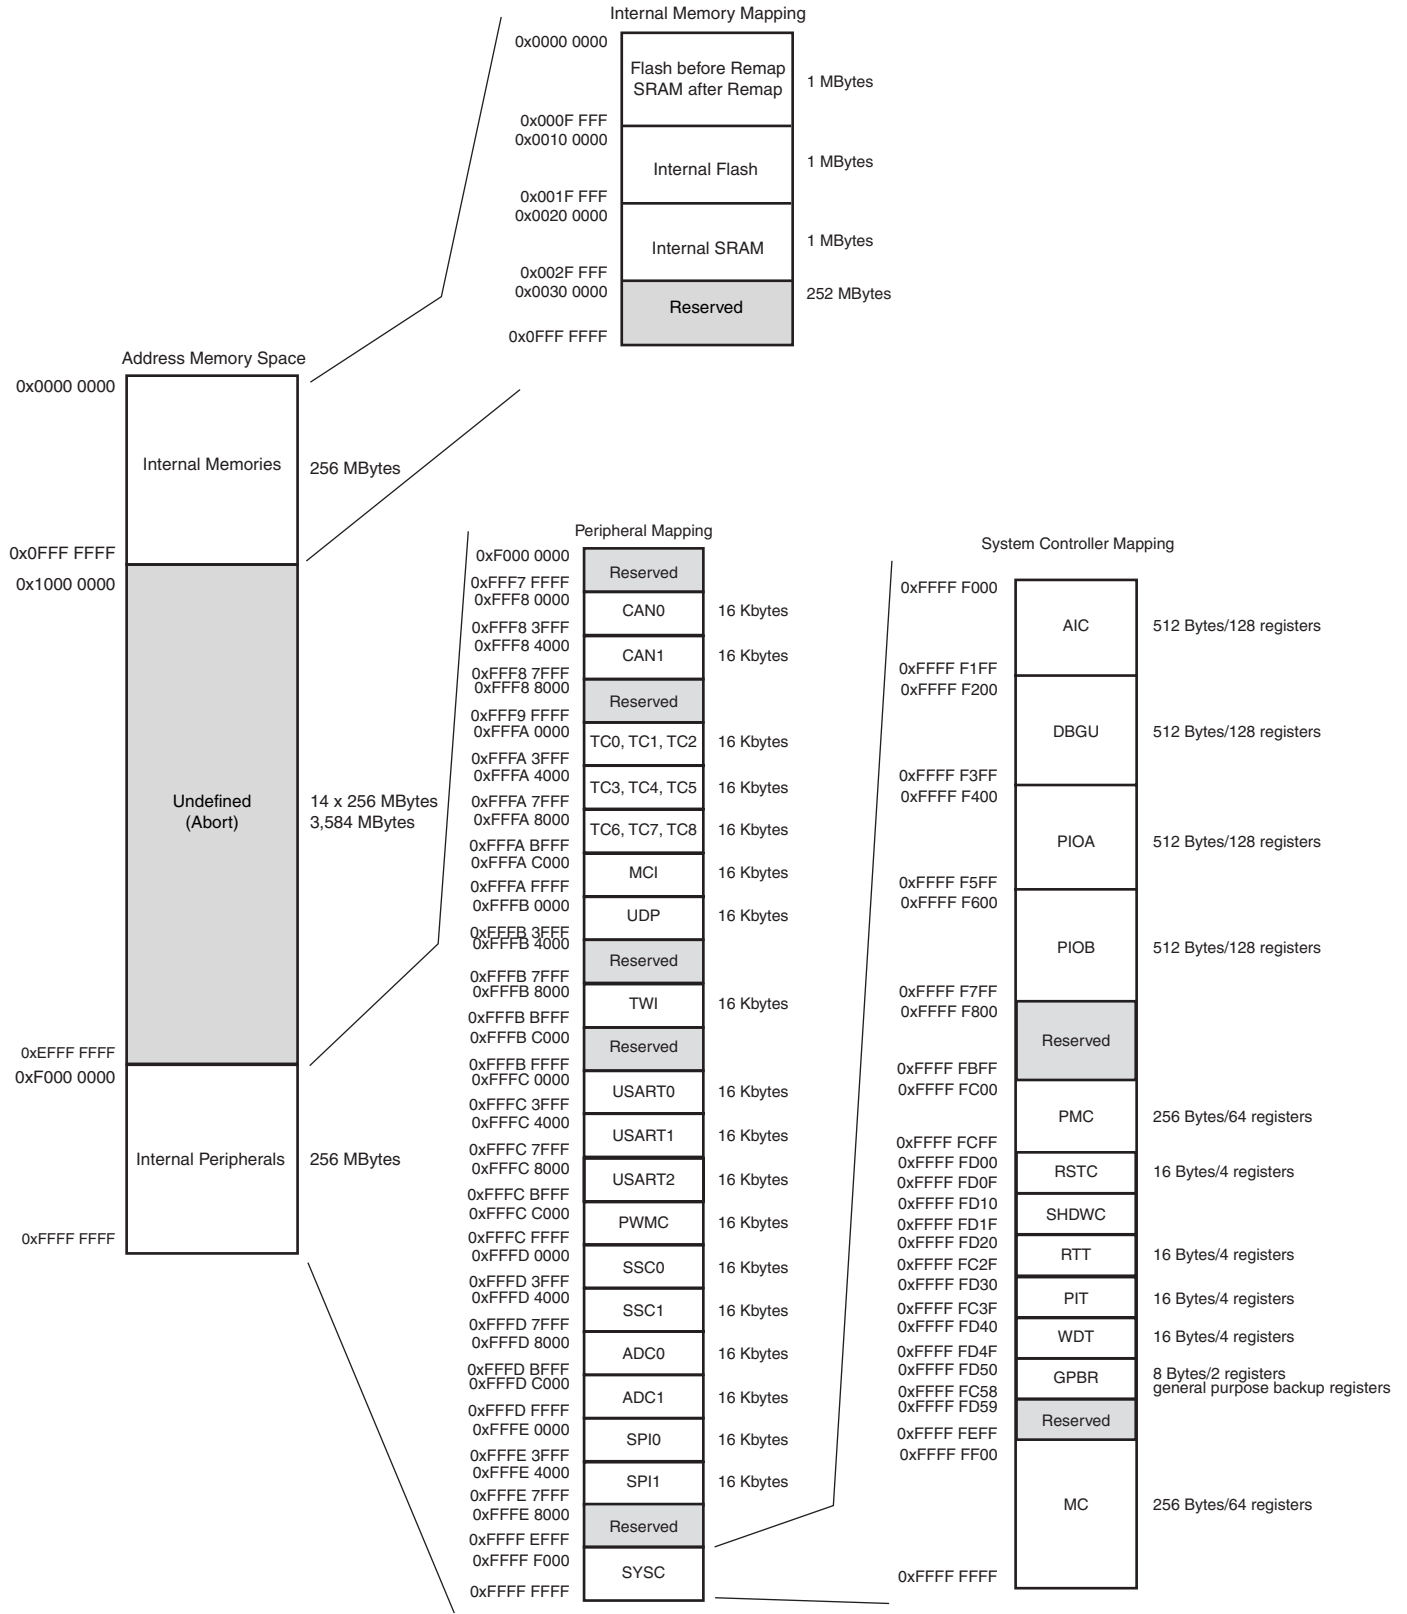 Internal Memory Mapping
0x0000 0000
Flash before Remap
SRAM after Remap
1 MBytes
0x000F FFF
0x0010 0000
Internal Flash
1 MBytes
0x001F FFF
0x0020 0000
Internal SRAM
1 MBytes
0x002F FFF
0x0030 0000
Reserved
252 MBytes
0x0FFF FFFF
Address Memory Space
0x0000 0000
Internal Memories
256 MBytes
0x0FFF FFFF
0x1000 0000
Undefined
(Abort)
14 x 256 MBytes
3,584 MBytes
0xEFFF FFFF
0xF000 0000
Internal Peripherals
256 MBytes
0xFFFF FFFF
Peripheral Mapping
0xF000 0000
Reserved
0xFFF7 FFFF
0xFFF8 0000
CAN0
16 Kbytes
0xFFF8 3FFF
0xFFF8 4000
CAN1
16 Kbytes
0xFFF8 7FFF
0xFFF8 8000
Reserved
0xFFF9 FFFF
0xFFFA 0000
TC0, TC1, TC2
16 Kbytes
0xFFFA 3FFF
0xFFFA 4000
TC3, TC4, TC5
16 Kbytes
0xFFFA 7FFF
0xFFFA 8000
TC6, TC7, TC8
16 Kbytes
0xFFFA BFFF
0xFFFA C000
MCI
16 Kbytes
0xFFFA FFFF
0xFFFB 0000
UDP
16 Kbytes
0xFFFB 3FFF
0xFFFB 4000
Reserved
0xFFFB 7FFF
0xFFFB 8000
TWI
16 Kbytes
0xFFFB BFFF
0xFFFB C000
Reserved
0xFFFB FFFF
0xFFFC 0000
USART0
16 Kbytes
0xFFFC 3FFF
0xFFFC 4000
USART1
16 Kbytes
0xFFFC 7FFF
0xFFFC 8000
USART2
16 Kbytes
0xFFFC BFFF
0xFFFC C000
PWMC
16 Kbytes
0xFFFC FFFF
0xFFFD 0000
SSC0
16 Kbytes
0xFFFD 3FFF
0xFFFD 4000
SSC1
16 Kbytes
0xFFFD 7FFF
0xFFFD 8000
ADC0
16 Kbytes
0xFFFD BFFF
0xFFFD C000
ADC1
16 Kbytes
0xFFFD FFFF
0xFFFE 0000
SPI0
16 Kbytes
0xFFFE 3FFF
0xFFFE 4000
SPI1
16 Kbytes
0xFFFE 7FFF
0xFFFE 8000
Reserved
0xFFFF EFFF
0xFFFF F000
SYSC
0xFFFF FFFF
System Controller Mapping
0xFFFF F000
AIC
512 Bytes/128 registers
0xFFFF F1FF
0xFFFF F200
DBGU
512 Bytes/128 registers
0xFFFF F3FF
0xFFFF F400
PIOA
512 Bytes/128 registers
0xFFFF F5FF
0xFFFF F600
PIOB
512 Bytes/128 registers
0xFFFF F7FF
0xFFFF F800
Reserved
0xFFFF FBFF
0xFFFF FC00
PMC
256 Bytes/64 registers
0xFFFF FCFF
0xFFFF FD00
RSTC
16 Bytes/4 registers
0xFFFF FD0F
0xFFFF FD10
SHDWC
0xFFFF FD1F
0xFFFF FD20
RTT
16 Bytes/4 registers
0xFFFF FC2F
0xFFFF FD30
PIT
16 Bytes/4 registers
0xFFFF FC3F
0xFFFF FD40
WDT
16 Bytes/4 registers
0xFFFF FD4F
0xFFFF FD50
GPBR
8 Bytes/2 registers
general purpose backup registers
0xFFFF FC58
0xFFFF FD59
Reserved
0xFFFF FEFF
0xFFFF FF00
MC
256 Bytes/64 registers
0xFFFF FFFF